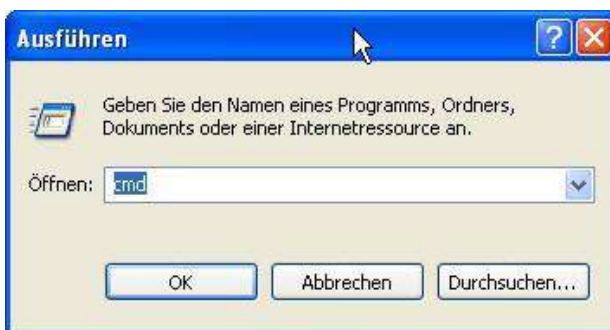 Ausführen
Geben Sie den Namen eines Programms, Ordners,
Dokuments oder einer Internetressource an.
Öffnen: cmd
OK Abbrechen Durchsuchen...